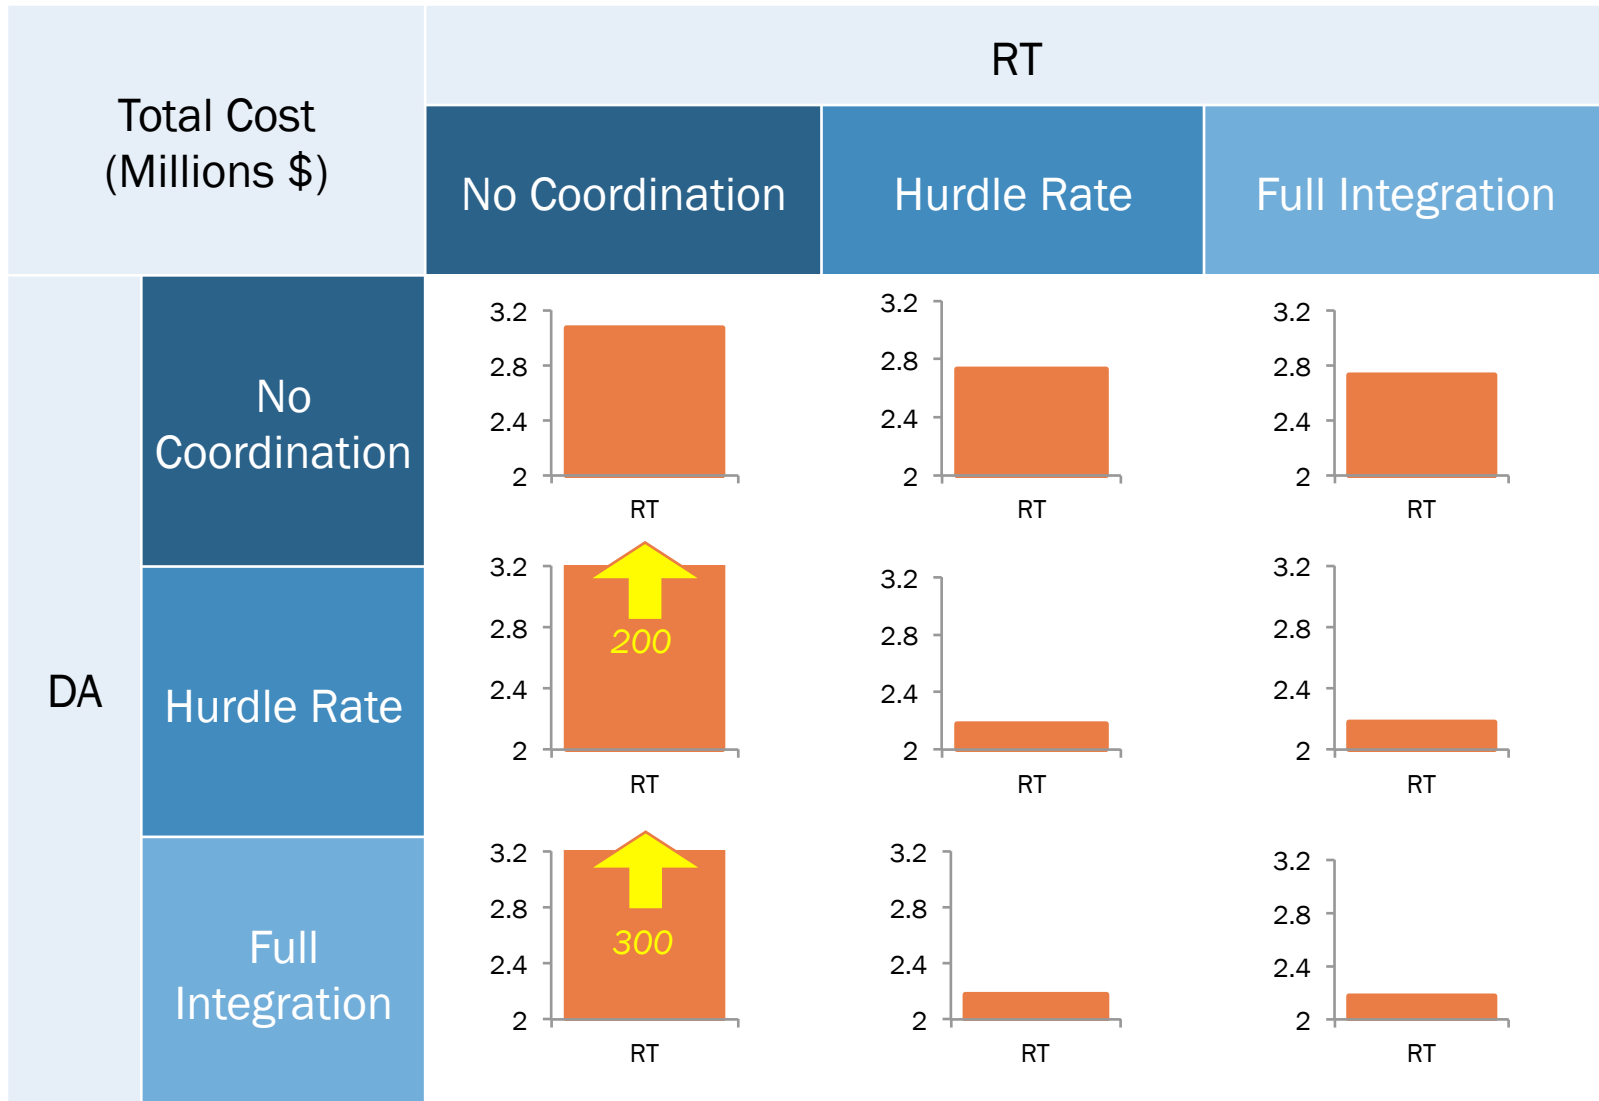 Total Cost
(Millions $)
RT
No Coordination
Hurdle Rate
Full Integration
DA
No
Coordination
3.2
2.8
2.4
2
RT
3.2
2.8
2.4
2
RT
3.2
2.8
2.4
2
RT
Hurdle Rate
3.2
2.8
2.4
2
200
RT
3.2
2.8
2.4
2
RT
3.2
2.8
2.4
2
RT
Full
Integration
3.2
2.8
2.4
2
300
RT
3.2
2.8
2.4
2
RT
3.2
2.8
2.4
2
RT